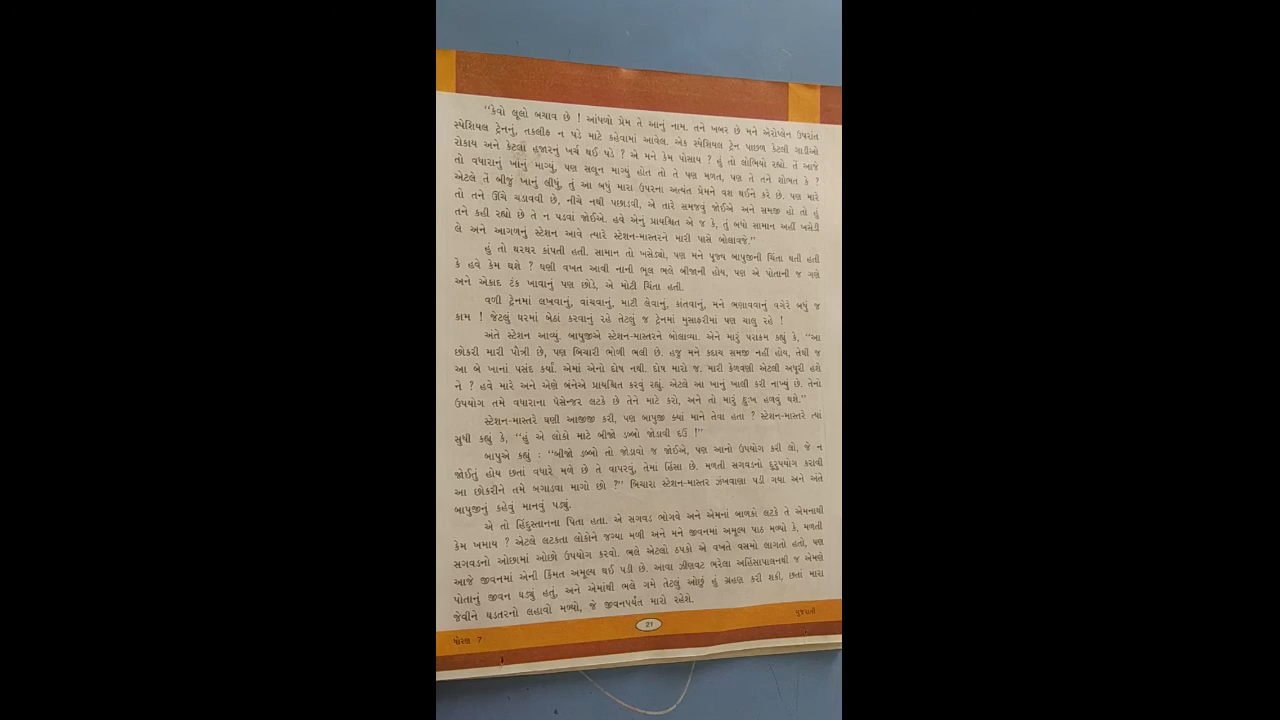 “કેવો લૂલો બચાવ છે ! આંધળો પ્રેમ તે આનું નામ. તને ખબર છે મને એરોપ્લેન ઉપરાંત
સ્પેશિયલ ટ્રેનનું, તકલીફ ન પડે માટે કહેવામાં આવેલ. એક સ્પેશિયલ ટ્રેન પાછળ કેટલી ગાડીઓ
રોકાય અને કેટલા હજારનું ખર્ચ થઈ પડે ? એ મને કેમ પોસાય ? હું તો લોભિયો રહ્યો. તેં આજે
તો વધારાનું ખાનું માગ્યું, પણ સલૂન માગ્યું હોત તો તે પણ મળત, પણ તે તને શોભત કે ?
એટલે તેં બીજું ખાનું લીધું, તું આ બધું મારા ઉપરના અત્યંત પ્રેમને વશ થઈને કરે છે. પણ મારે
તો તને ઊંચે ચડાવવી છે, નીચે નથી પછાડવી, એ તારે સમજવું જોઈએ અને સમજી હો તો હું
તને કહી રહ્યો છે તે ન પડવાં જોઈએ. હવે એનું પ્રાયશ્ચિત એ જ કે, તું બધો સામાન અહીં ખસેડી
લે અને આગળનું સ્ટેશન આવે ત્યારે સ્ટેશન-માસ્તરને મારી પાસે બોલાવજે.”
હું તો થરથર કાંપતી હતી. સામાન તો ખસેડ્યો, પણ મને પૂજ્ય બાપુજીની ચિંતા થતી હતી
કે હવે કેમ થશે ? ઘણી વખત આવી નાની ભૂલ ભલે બીજાની હોય, પણ એ પોતાની જ ગણે
અને એકાદ ટંક ખાવાનું પણ છોડે, એ મોટી ચિંતા હતી.
વળી ટ્રેનમાં લખવાનું, વાંચવાનું, માટી લેવાનું, કાંતવાનું, મને ભણાવવાનું વગેરે બધું જ
કામ ! જેટલું ઘરમાં બેઠાં કરવાનું રહે તેટલું જ ટ્રેનમાં મુસાફરીમાં પણ ચાલુ રહે !
અંતે સ્ટેશન આવ્યું. બાપુજીએ સ્ટેશન-માસ્તરને બોલાવ્યા. એને મારું પરાક્રમ કહ્યું કે, “આ
છોકરી મારી પૌત્રી છે, પણ બિચારી ભોળી ભલી છે. હજુ મને કદાચ સમજી નહીં હોય, તેથી જ
આ બે ખાનાં પસંદ કર્યાં. એમાં એનો દોષ નથી. દોષ મારો જ. મારી કેળવણી એટલી અધૂરી હશે
ને ? હવે મારે અને એણે બંનેએ પ્રાયશ્ચિત કરવું રહ્યું. એટલે આ ખાનું ખાલી કરી નાખ્યું છે. તેનો
ઉપયોગ તમે વધારાના પેસેન્જર લટકે છે તેને માટે કરો, અને તો મારું દુઃખ હળવું થશે.”
સ્ટેશન-માસ્તરે ઘણી આજીજી કરી, પણ બાપુજી ક્યાં માને તેવા હતા ? સ્ટેશન-માસ્તરે ત્યાં
સુધી કહ્યું કે, “હું એ લોકો માટે બીજો ડબ્બો જોડાવી દઉં !”
બાપુએ કહ્યું : “બીજો ડબ્બો તો જોડાવો જ જોઈએ, પણ આનો ઉપયોગ કરી લો, જે ન
જોઈતું હોય છતાં વધારે મળે છે તે વાપરવું, તેમાં હિંસા છે. મળતી સગવડનો દુરુપયોગ કરાવી
આ છોકરીને તમે બગાડવા માગો છો ?” બિચારા સ્ટેશન-માસ્તર ઝંખવાણા પડી ગયા અને અંતે
બાપુજીનું કહેવું માનવું પડ્યું.
એ તો હિંદુસ્તાનના પિતા હતા. એ સગવડ ભોગવે અને એમનાં બાળકો લટકે તે એમનાથી
કેમ ખમાય ? એટલે લટકતા લોકોને જગ્યા મળી અને મને જીવનમાં અમૂલ્ય પાઠ મળ્યો કે, મળતી
સગવડનો ઓછામાં ઓછો ઉપયોગ કરવો. ભલે એટલો ઠપકો એ વખતે વસમો લાગતો હતો, પણ
આજે જીવનમાં એની કિંમત અમૂલ્ય થઈ પડી છે. આવા ઝીણવટ ભરેલા અહિંસાપાલનથી જ એમણે
પોતાનું જીવન ઘડ્યું હતું, અને એમાંથી ભલે ગમે તેટલું ઓછું હું ગ્રહણ કરી શકી, છતાં મારા
જેવીને ઘડતરનો લહાવો મળ્યો, જે જીવનપર્યંત મારો રહેશે.
ધોરણ 7
21
ગુજરાતી